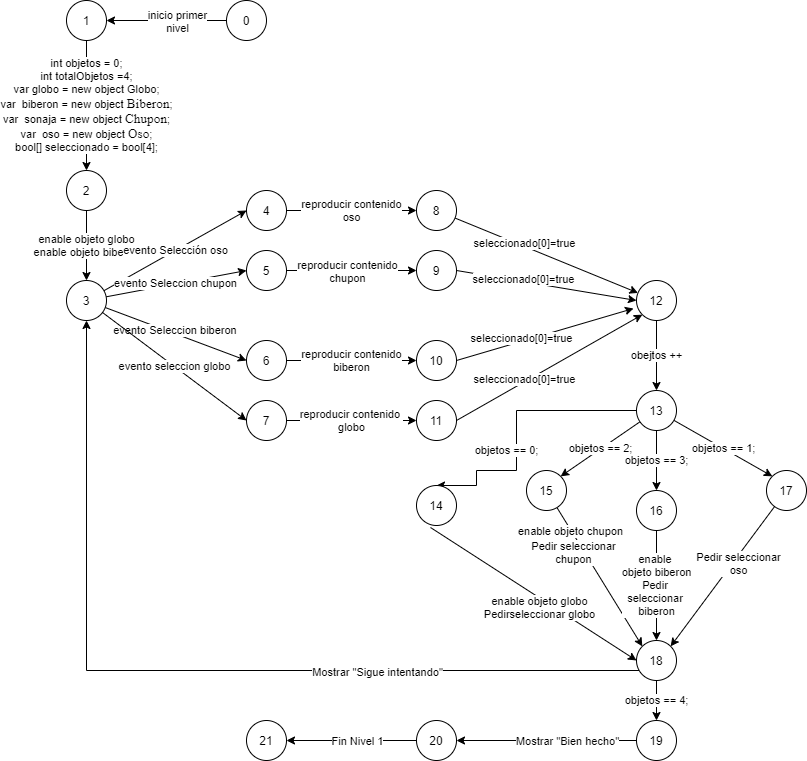 1
inicio primer
nivel
0
int objetos = 0;
int totalObjetos =4;
var globo = new object Globo;
var biberon = new object Biberon;
var sonaja = new object Chupon;
var oso = new object Oso;
bool[] seleccionado = bool[4];
2
enable objeto globo
enable objeto bibe
evento Selección oso
4
reproducir contenido
oso
8
seleccionado[0]=true
evento Seleccion chupon
5
reproducir contenido
chupon
9
seleccionado[0]=true
3
12
evento Seleccion biberon
6
reproducir contenido
biberon
10
seleccionado[0]=true
evento seleccion globo
7
reproducir contenido
globo
11
seleccionado[0]=true
obejtos ++
13
objetos == 0;
objetos == 2;
objetos == 3;
objetos == 1;
14
15
16
17
enable objeto chupon
Pedir seleccionar
chupon
enable
objeto biberon
Pedir
seleccionar
biberon
Pedir seleccionar
oso
enable objeto globo
Pedirseleccionar globo
18
Mostrar "Sigue intentando"
objetos == 4;
21
Fin Nivel 1
20
Mostrar "Bien hecho"
19